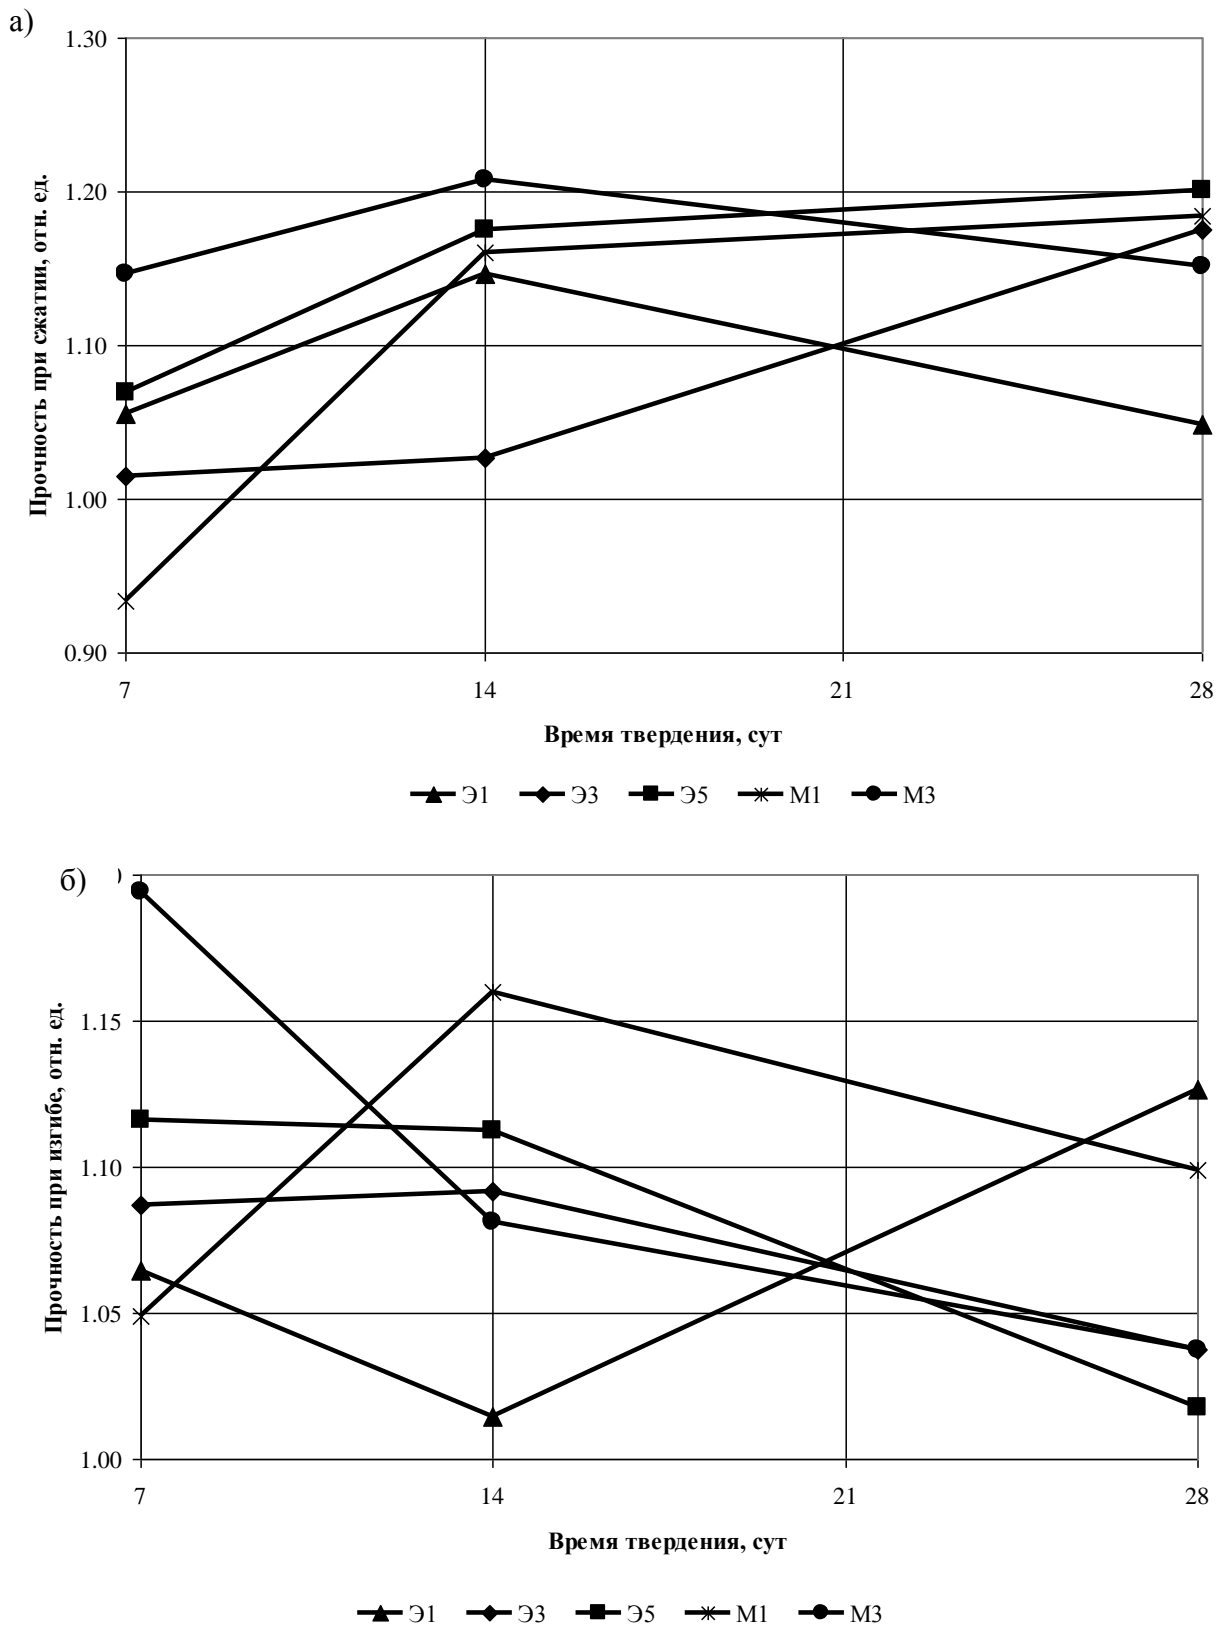 а)
1.30
1.20
1.10
1.00
0.90
Прочность при сжатии, отн. ед.
7 14 21 28
Время твердения, сут
Э1 Э3 Э5 М1 М3
б)
)
1.15
1.10
1.05
1.00
Прочность при изгибе, отн. ед.
7 14 21 28
Время твердения, сут
Э1 Э3 Э5 М1 М3